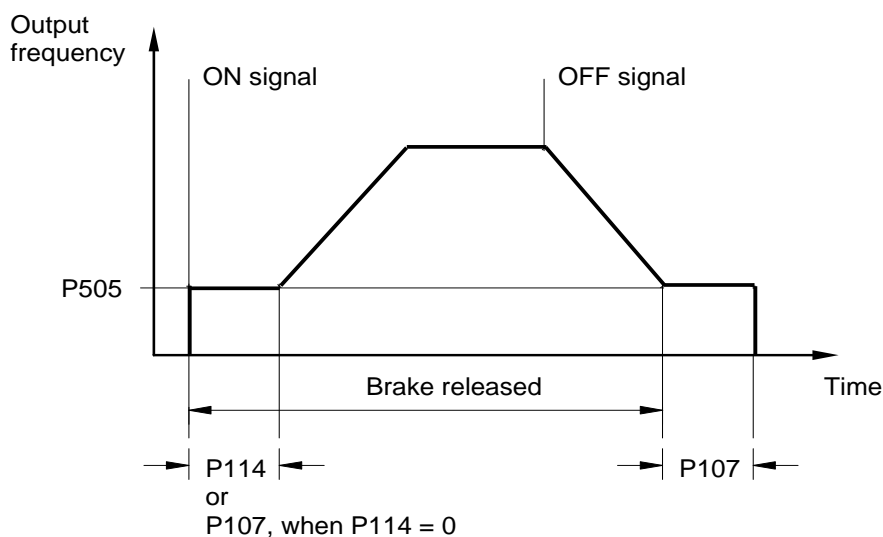 Output
frequency
ON signal
OFF signal
P505
Brake released
Time
P114
P107
or
P107, when P114 = 0